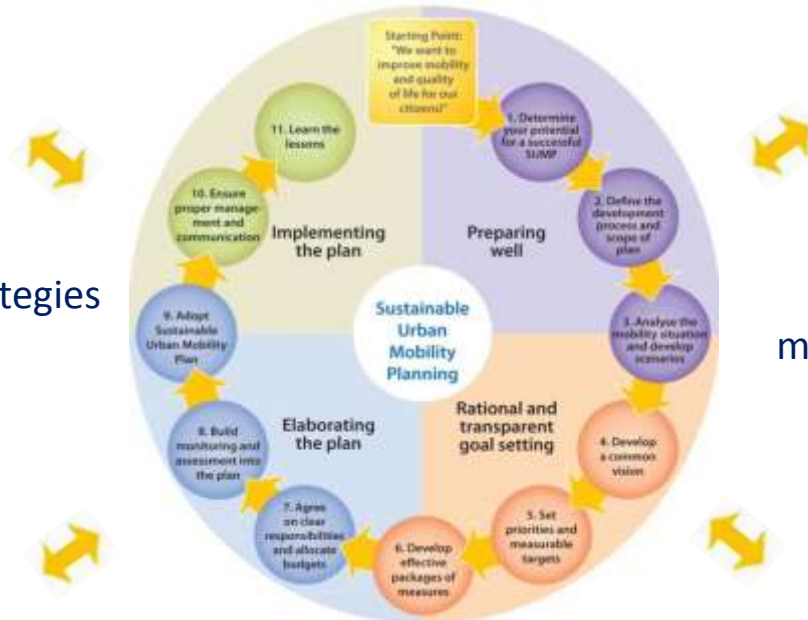 Starting Point:
"We want to
improve mobility
and quality
of life for our
citizens!"
1. Determine
your potential
for a successful
SUMP
2. Define the
development
process and
scope of
plan
3. Analyse the
mobility situation
and develop
scenarios
Preparing
well
4. Develop
a common
vision
5. Set
priorities and
measurable
targets
6. Develop
effective
packages of
measures
Rational and
transparent
goal setting
7. Agree
on clear
responsibilities
and allocate
budgets
8. Build
monitoring and
assessment into
the plan
9. Adopt
Sustainable
Urban Mobility
Plan
Elaborating
the plan
10. Ensure
proper manage-
ment and
communication
11. Learn the
lessons
Implementing
the plan
Sustainable
Urban
Mobility
Planning
tegies
m